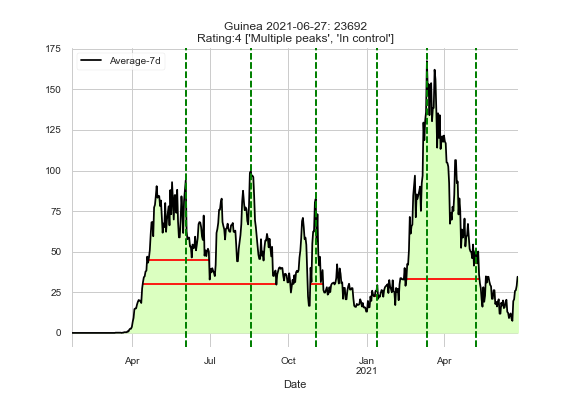 Guinea 2021-06-27: 23692
Rating:4 ['Multiple peaks', 'In control']
Average-7d
175
150
125
100
75
50
25
0
Apr
Jul
Oct
Jan
2021
Apr
Date